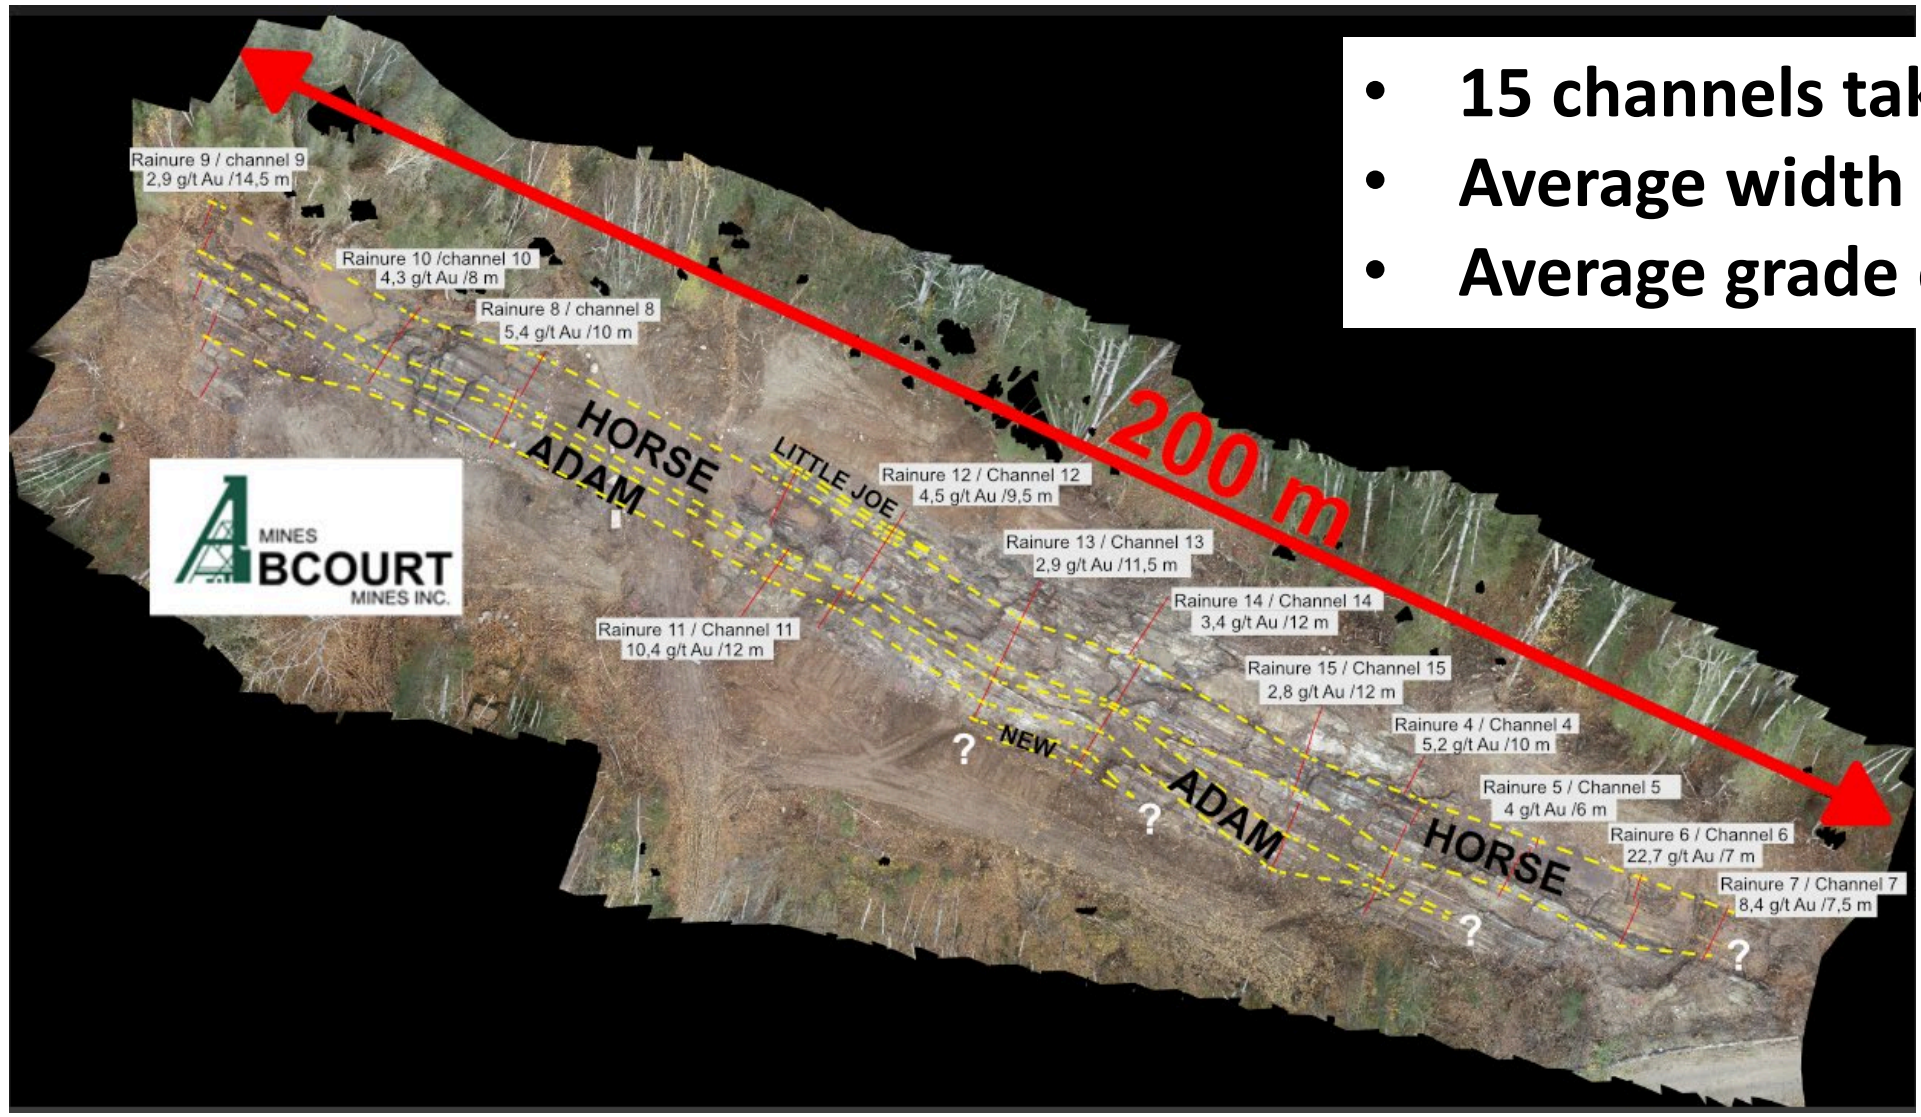 • 15 channels
• Average width
• Average grade
Rainure 9 / channel 9
2,9 g/t Au /14,5 m
Rainure 10 /channel 10
4,3 g/t Au /8 m
Rainure 8 / channel 8
5,4 g/t Au /10 m
HORSE
ADAM
LITTLE JOE
Rainure 12 / Channel 12
4,5 g/t Au /9,5 m
200 m
MINES
ABCOURT
MINES INC.
Rainure 13 / Channel 13
2,9 g/t Au /11,5 m
Rainure 14 / Channel 14
3,4 g/t Au /12 m
Rainure 11 / Channel 11
10,4 g/t Au /12 m
Rainure 15 / Channel 15
2,8 g/t Au /12 m
Rainure 4 / Channel 4
5,2 g/t Au /10 m
?
NEW
?
ADAM
Rainure 5 / Channel 5
4 g/t Au /6 m
HORSE
Rainure 6 / Channel 6
22,7 g/t Au /7 m
Rainure 7 / Channel 7
8,4 g/t Au /7,5 m
?
?